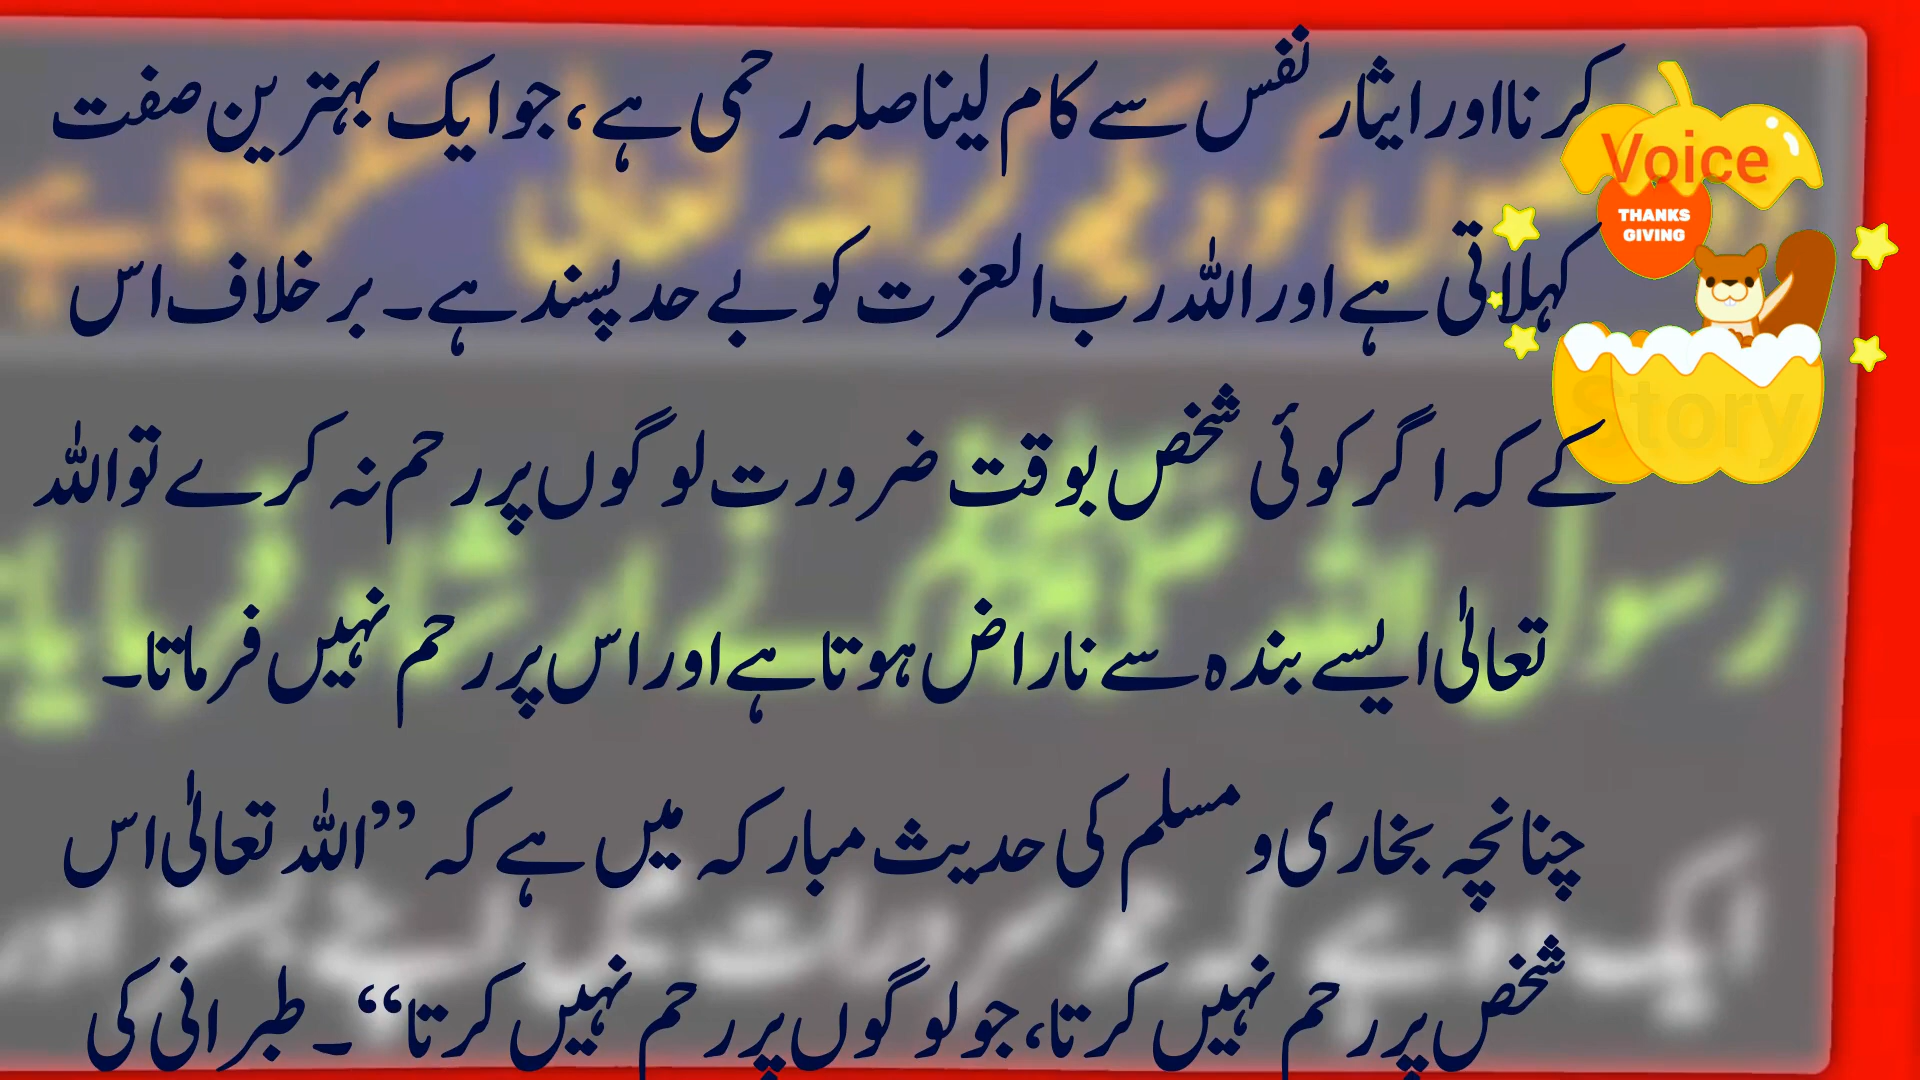 کرنا اور ایثار نفس سے کام لینا صلہ رحمی ہے، جو ایک بہترین صفت
Voice
THANKS
GIVING
کہلاتی ہے اور اللہ رب العزت کو بے حد پسند ہے۔ برخلاف اس
Story
کے کہ اگر کوئی شخص بوقت ضرورت لوگوں پر رحم نہ کرے تو اللہ
تعالٰی ایسے بندہ سے ناراض ہوتا ہے اور اس پر رحم نہیں فرماتا۔
چنانچہ بخاری و مسلم کی حدیث مبارکہ میں ہے کہ ”اللہ تعالٰی اس
شخص پر رحم نہیں کرتا، جو لوگوں پر رحم نہیں کرتا“۔ طبرانی کی